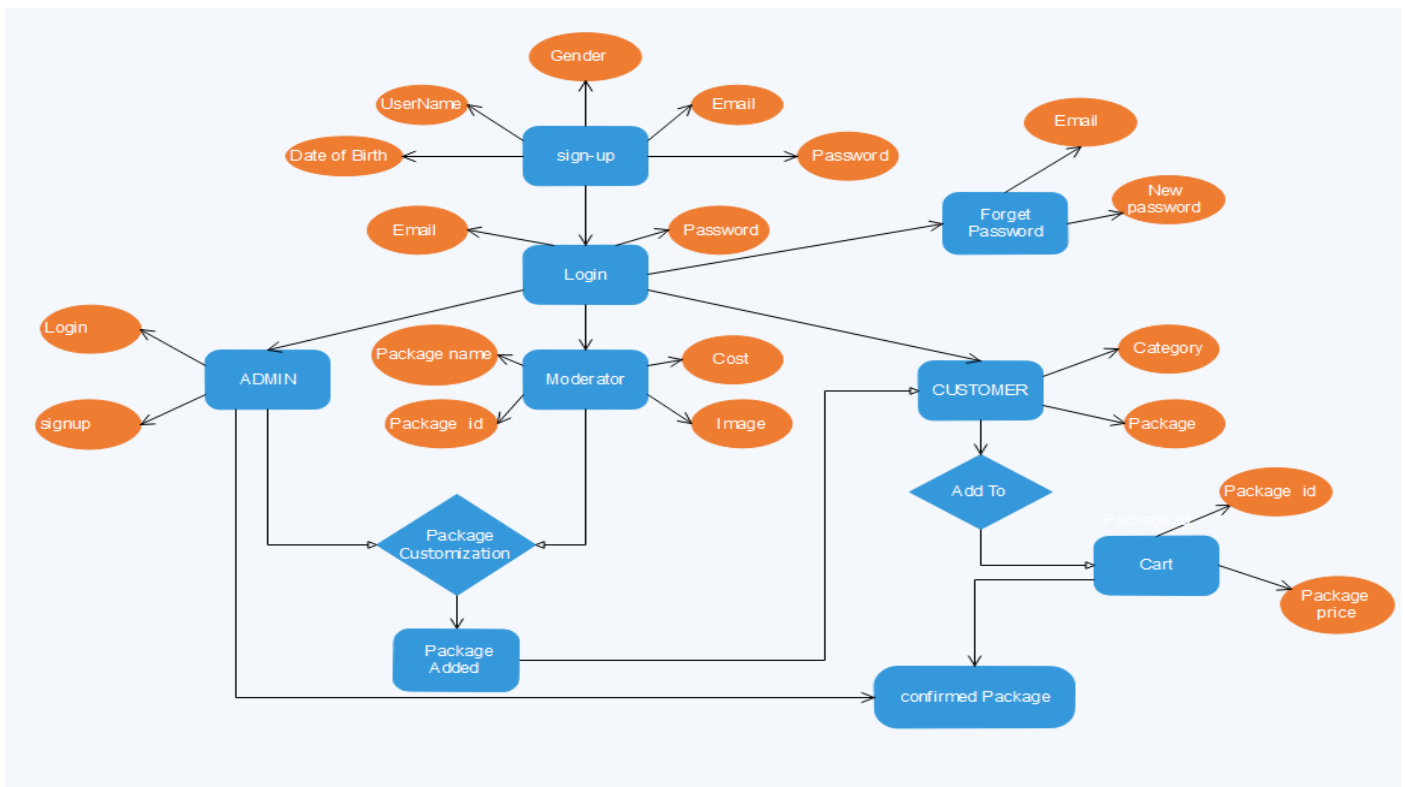 Gender
UserName
Email
Date of Birth
sign-up
Password
Email
New
password
Forget
Password
Email
Password
Login
Login
signup
ADMIN
Package name
Package  id
Moderator
Cost
Image
CUSTOMER
Category
Package
Add To
Package  id
Package id
Cart
Package
price
Package
Customization
Package
Added
confirmed Package